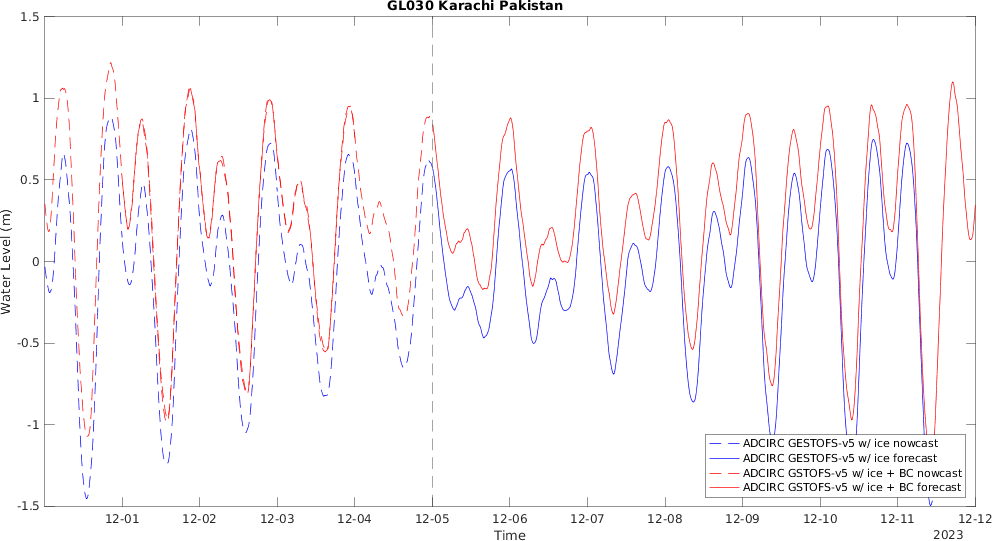 GL030 Karachi Pakistan
1.5
1
0.5
0
-0.5
-1
-1.5
Water Level (m)
12-01
12-02
12-03
12-04
12-05
12-06
12-07
12-08
12-09
12-10
12-11
12-12
Time
2023
ADCIRC GESTOFS-v5 w/ ice nowcast
ADCIRC GESTOFS-v5 w/ ice forecast
ADCIRC GSTOFS-v5 w/ ice + BC nowcast
ADCIRC GSTOFS-v5 w/ ice + BC forecast